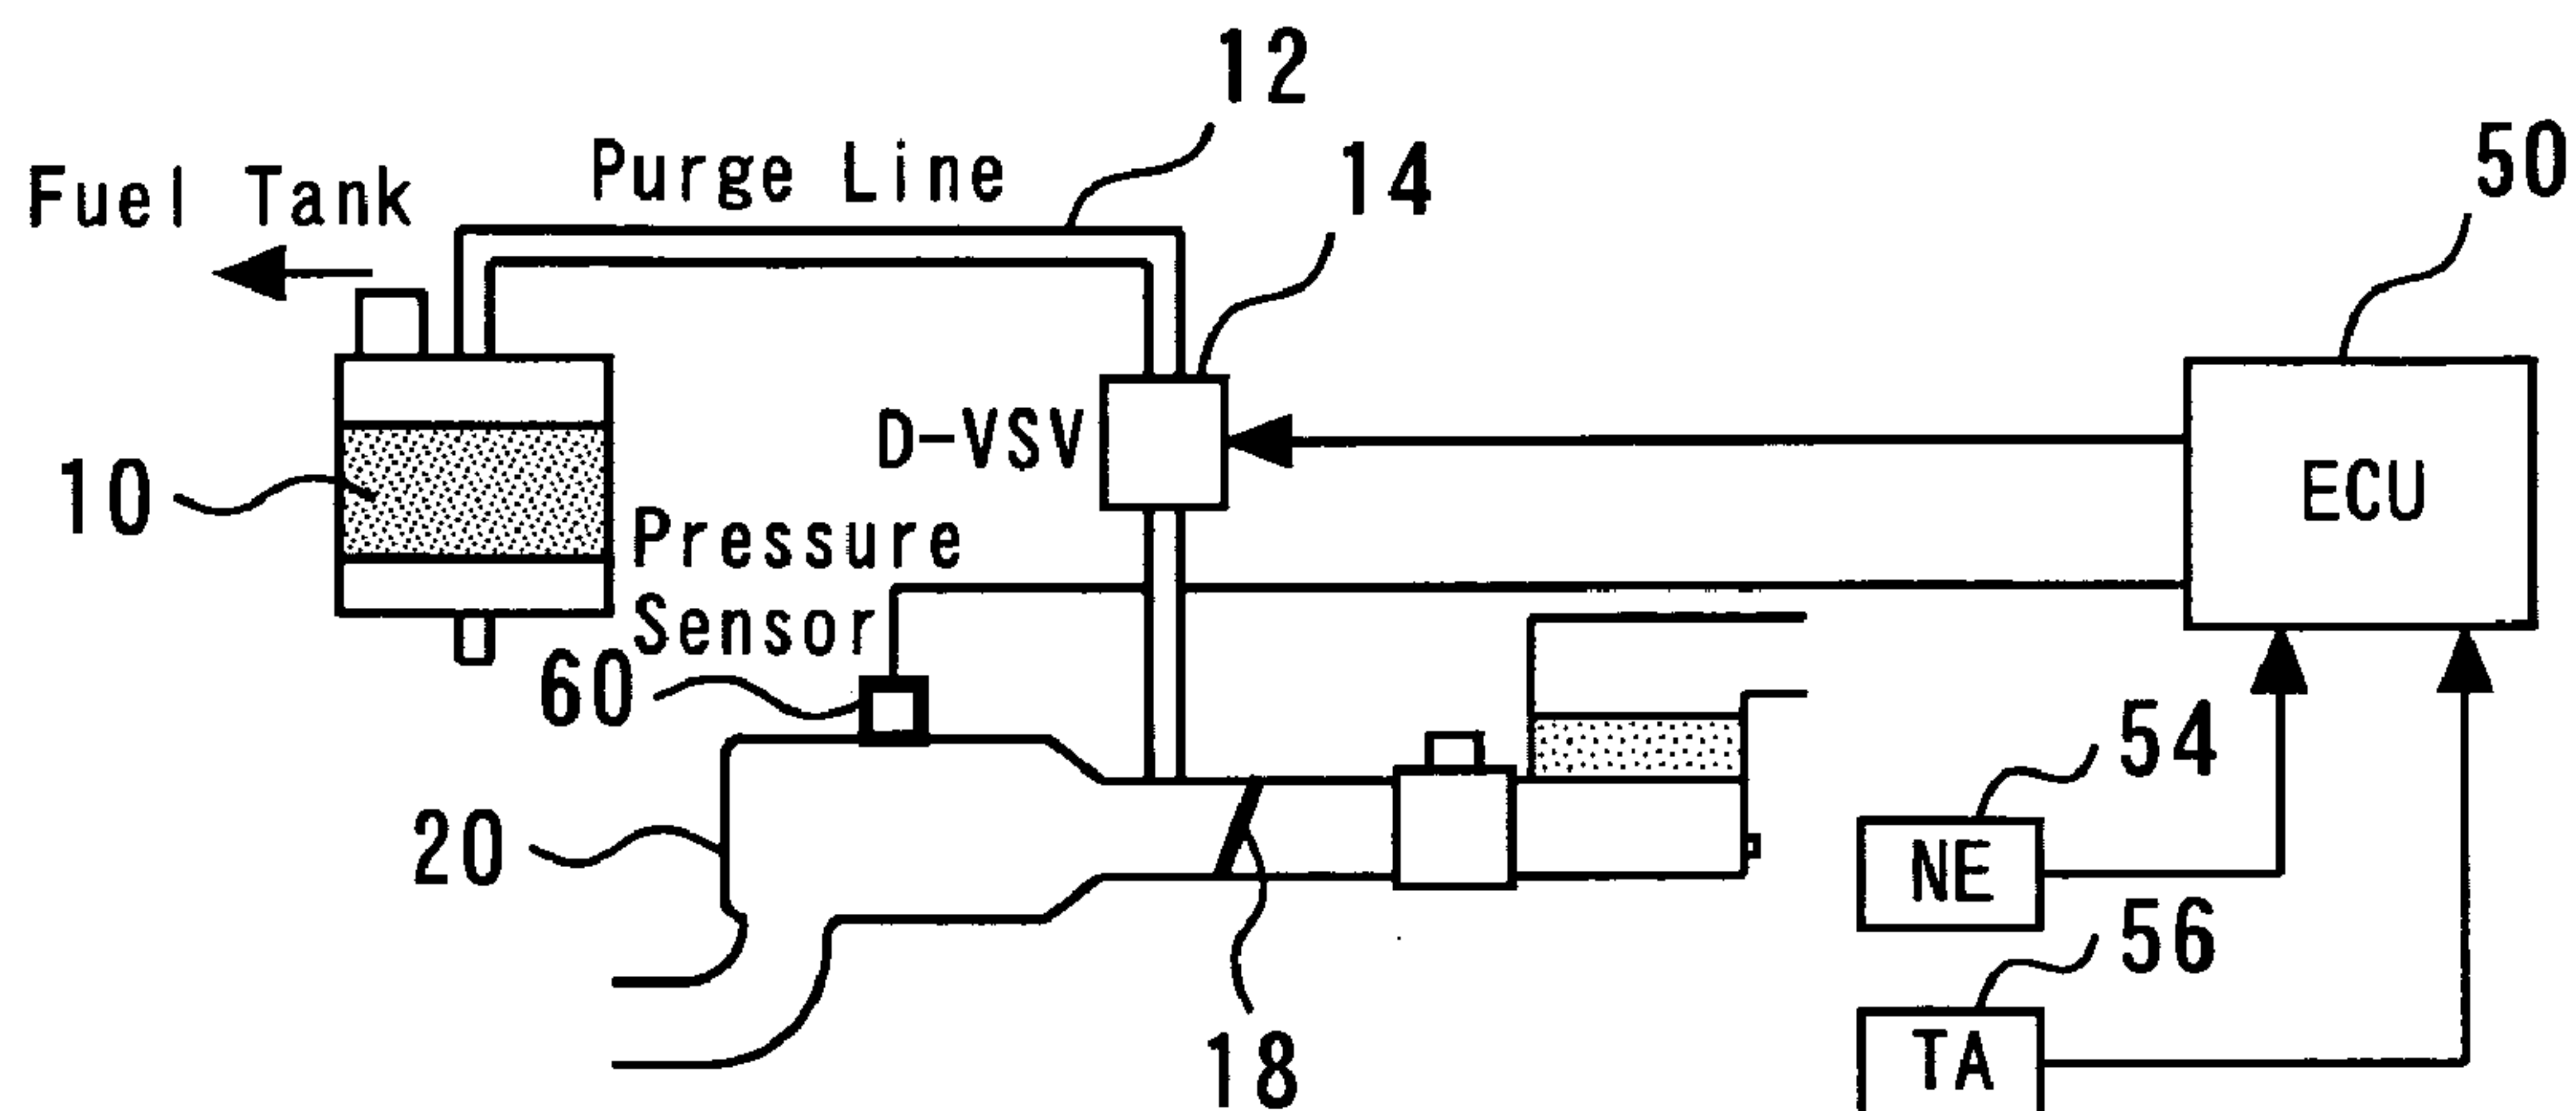 12
Purge Line
14
50
Fuel Tank
D-VSV
ECU
10
Pressure
Sensor
60
54
20
NE
56
18
TA